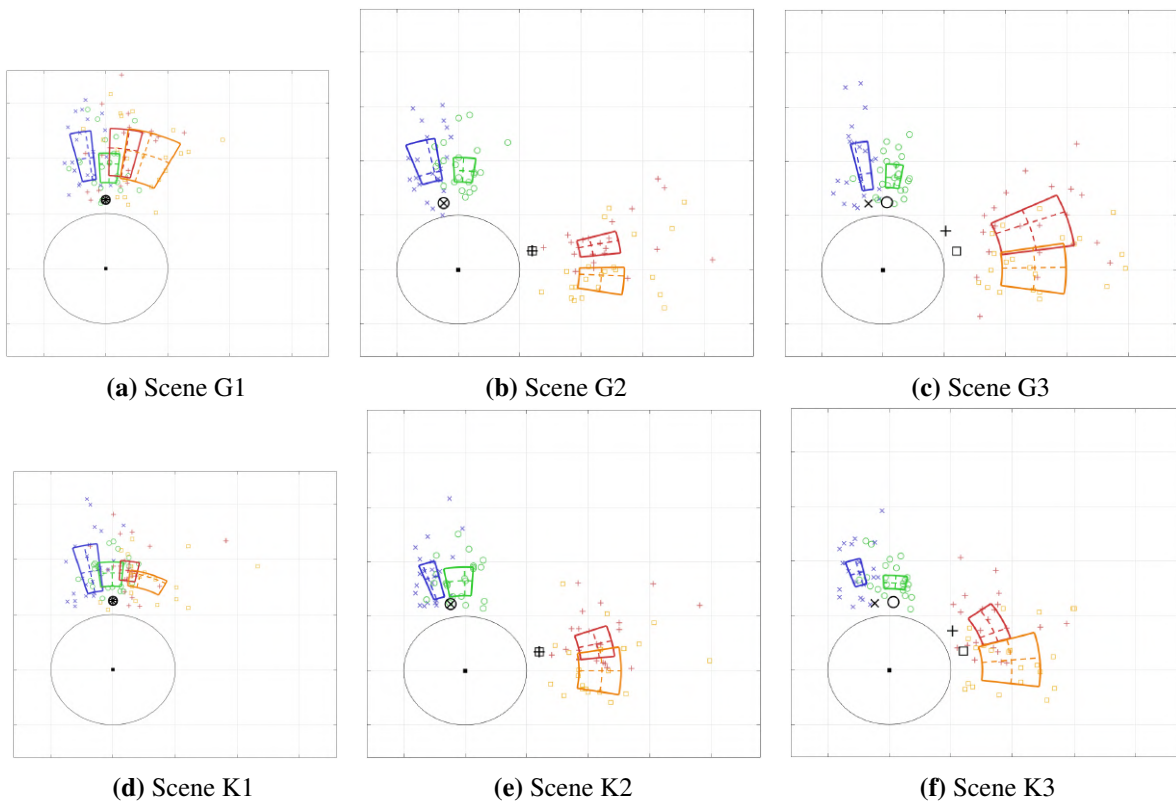 (a) Scene G1
(b) Scene G2
(c) Scene G3
(d) Scene K1
(e) Scene K2
(f) Scene K3